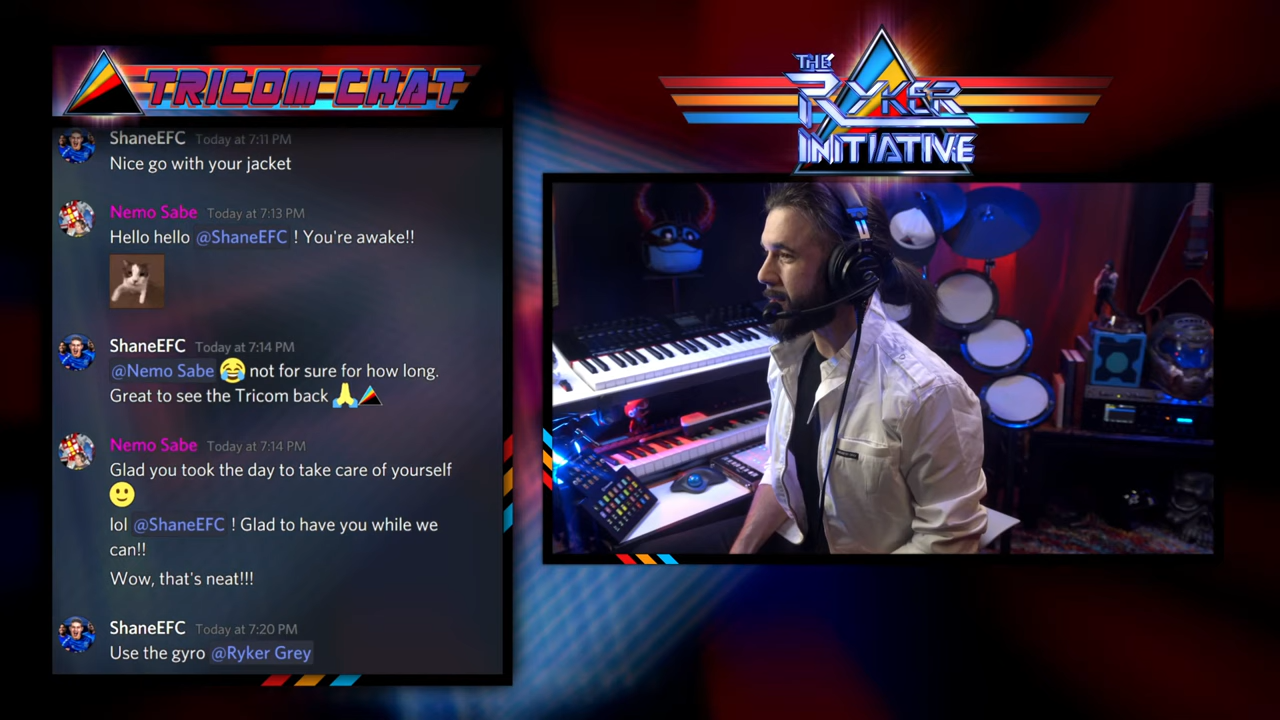 TRICOM CHAT
ShaneEFC Today at 7:11 PM
Nice go with your jacket
Nemo Sabe Today at 7:13 PM
Hello hello @ShaneEFC ! You're awake!!
ShaneEFC Today at 7:14 PM
@Nemo Sabe 😂 not for sure for how long.
Great to see the Tricom back 🙏
Nemo Sabe Today at 7:14 PM
Glad you took the day to take care of yourself
🙂
lol @ShaneEFC ! Glad to have you while we
can!!
Wow, that's neat!!!
ShaneEFC Today at 7:20 PM
Use the gyro @Ryker Grey
THE
RYKER
INITIATIVE